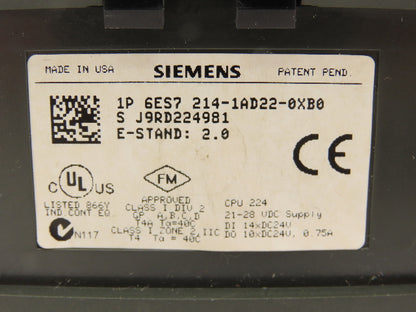 MADE IN USA SIEMENS PATENT PEND.
1P 6ES7 214-1AD22-0XB0
S J9RD224981
E-STAND: 2.0
C UL US
FM
LISTED 866Y
IND.CONT.EQ.
N117
APPROVED
CLASS I DIV 2
GP A,B,C,D
T4A Ta=40C
CLASS I ZONE 2,IIC
T4 Ta = 40C
CPU 224
21-28 VDC Supply
DI 14xDC24V
DO 10xDC24V, 0.75A